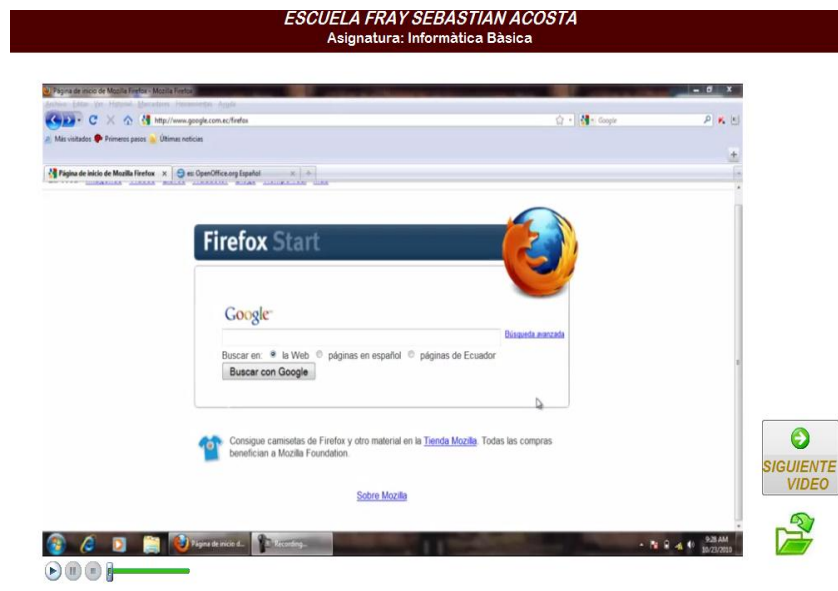 ESCUELA FRAY SEBASTIAN ACOSTA
Asignatura: Informàtica Bàsica
Página de inicio de Mozilla Firefox - Mozilla Firefox
Archivo Editar Ver Historial Marcadores Herramientas Ayuda
http://www.google.com.ec/firefox
Google
Más visitados Primeros pasos Últimas noticias
Página de inicio de Mozilla Firefox
es: OpenOffice.org Español
Firefox Start
Google
Búsqueda avanzada
Buscar en: la Web páginas en español páginas de Ecuador
Buscar con Google
Consigue camisetas de Firefox y otro material en la Tienda Mozilla. Todas las compras
benefician a Mozilla Foundation.
Sobre Mozilla
SIGUIENTE
VIDEO
Página de inicio d...
Recording...
9:28 AM
10/23/2010